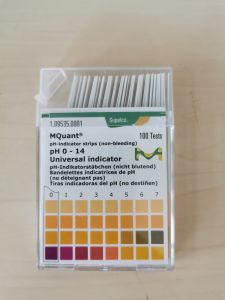 Supelco
1.09535.0001
MQuant®
100 Tests
pH-indicator strips (non-bleeding)
pH 0 - 14
Universal indicator
pH-Indikatorstäbchen (nicht blutend)
Bandelettes indicatrices de pH
(ne déteignant pas)
Tiras indicadoras del pH (no destiñen)
0 1 2 3 4 5 6 7